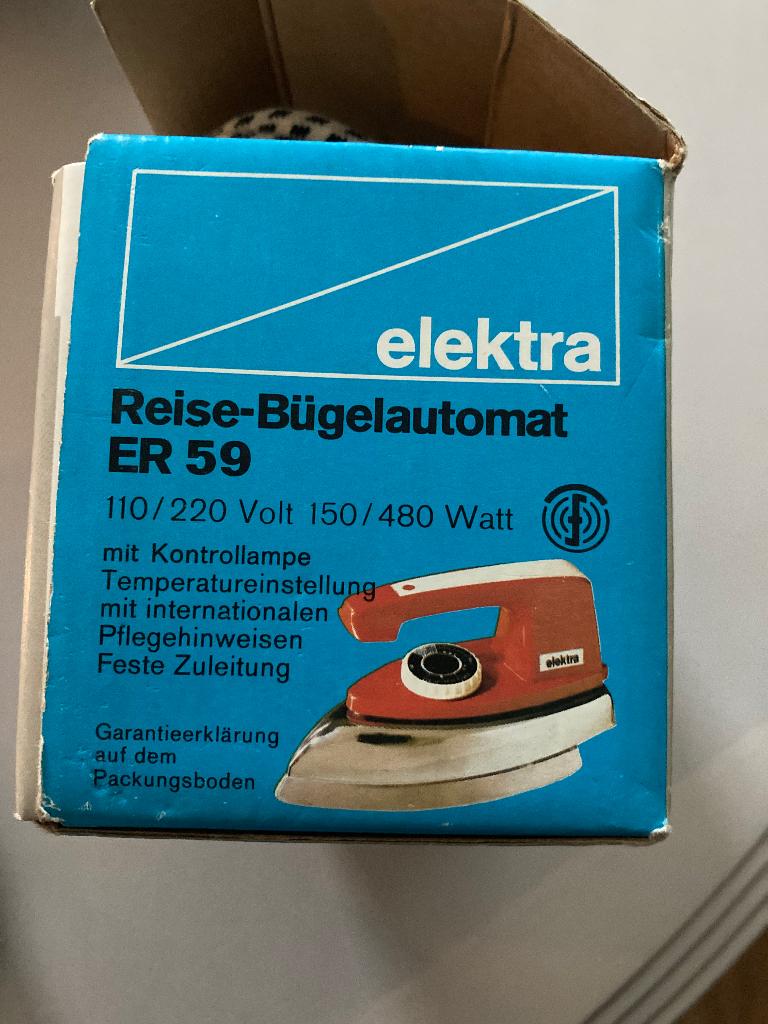 elektra
Reise-Bügelautomat
ER 59
110/220 Volt 150/480 Watt
mit Kontrollampe
Temperatureinstellung
mit internationalen
Pflegehinweisen
Feste Zuleitung
elektra
Garantieerklärung
auf dem
Packungsboden